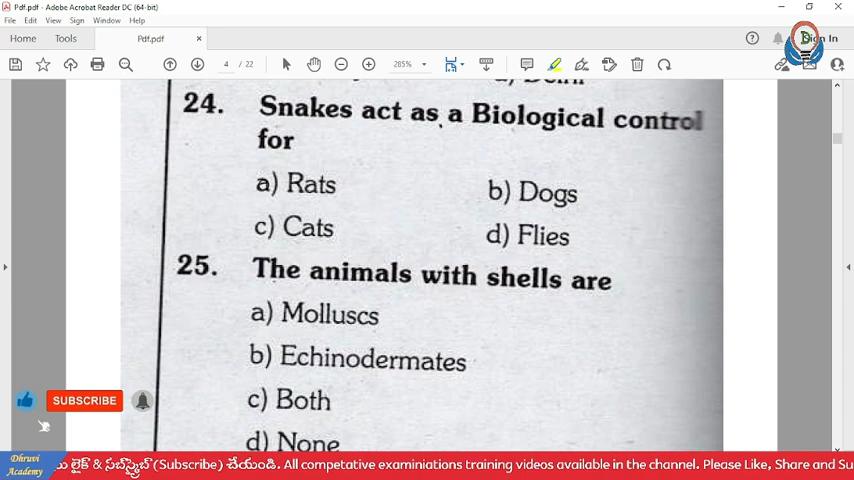 Pdf.pdf - Adobe Acrobat Reader DC (64-bit)
File Edit View Sign Window Help
Home Tools Pdf.pdf × Sign In
4 / 22 285%
24. Snakes act as a Biological control
for
a) Rats b) Dogs
c) Cats d) Flies
25. The animals with shells are
a) Molluscs
b) Echinodermates
c) Both
d) None
SUBSCRIBE
Dhruvi
Academy
లైక్ & సబ్‌స్క్రైబ్ (Subscribe) చేయండి. All competative examiniations training videos available in the channel. Please Like, Share and Su